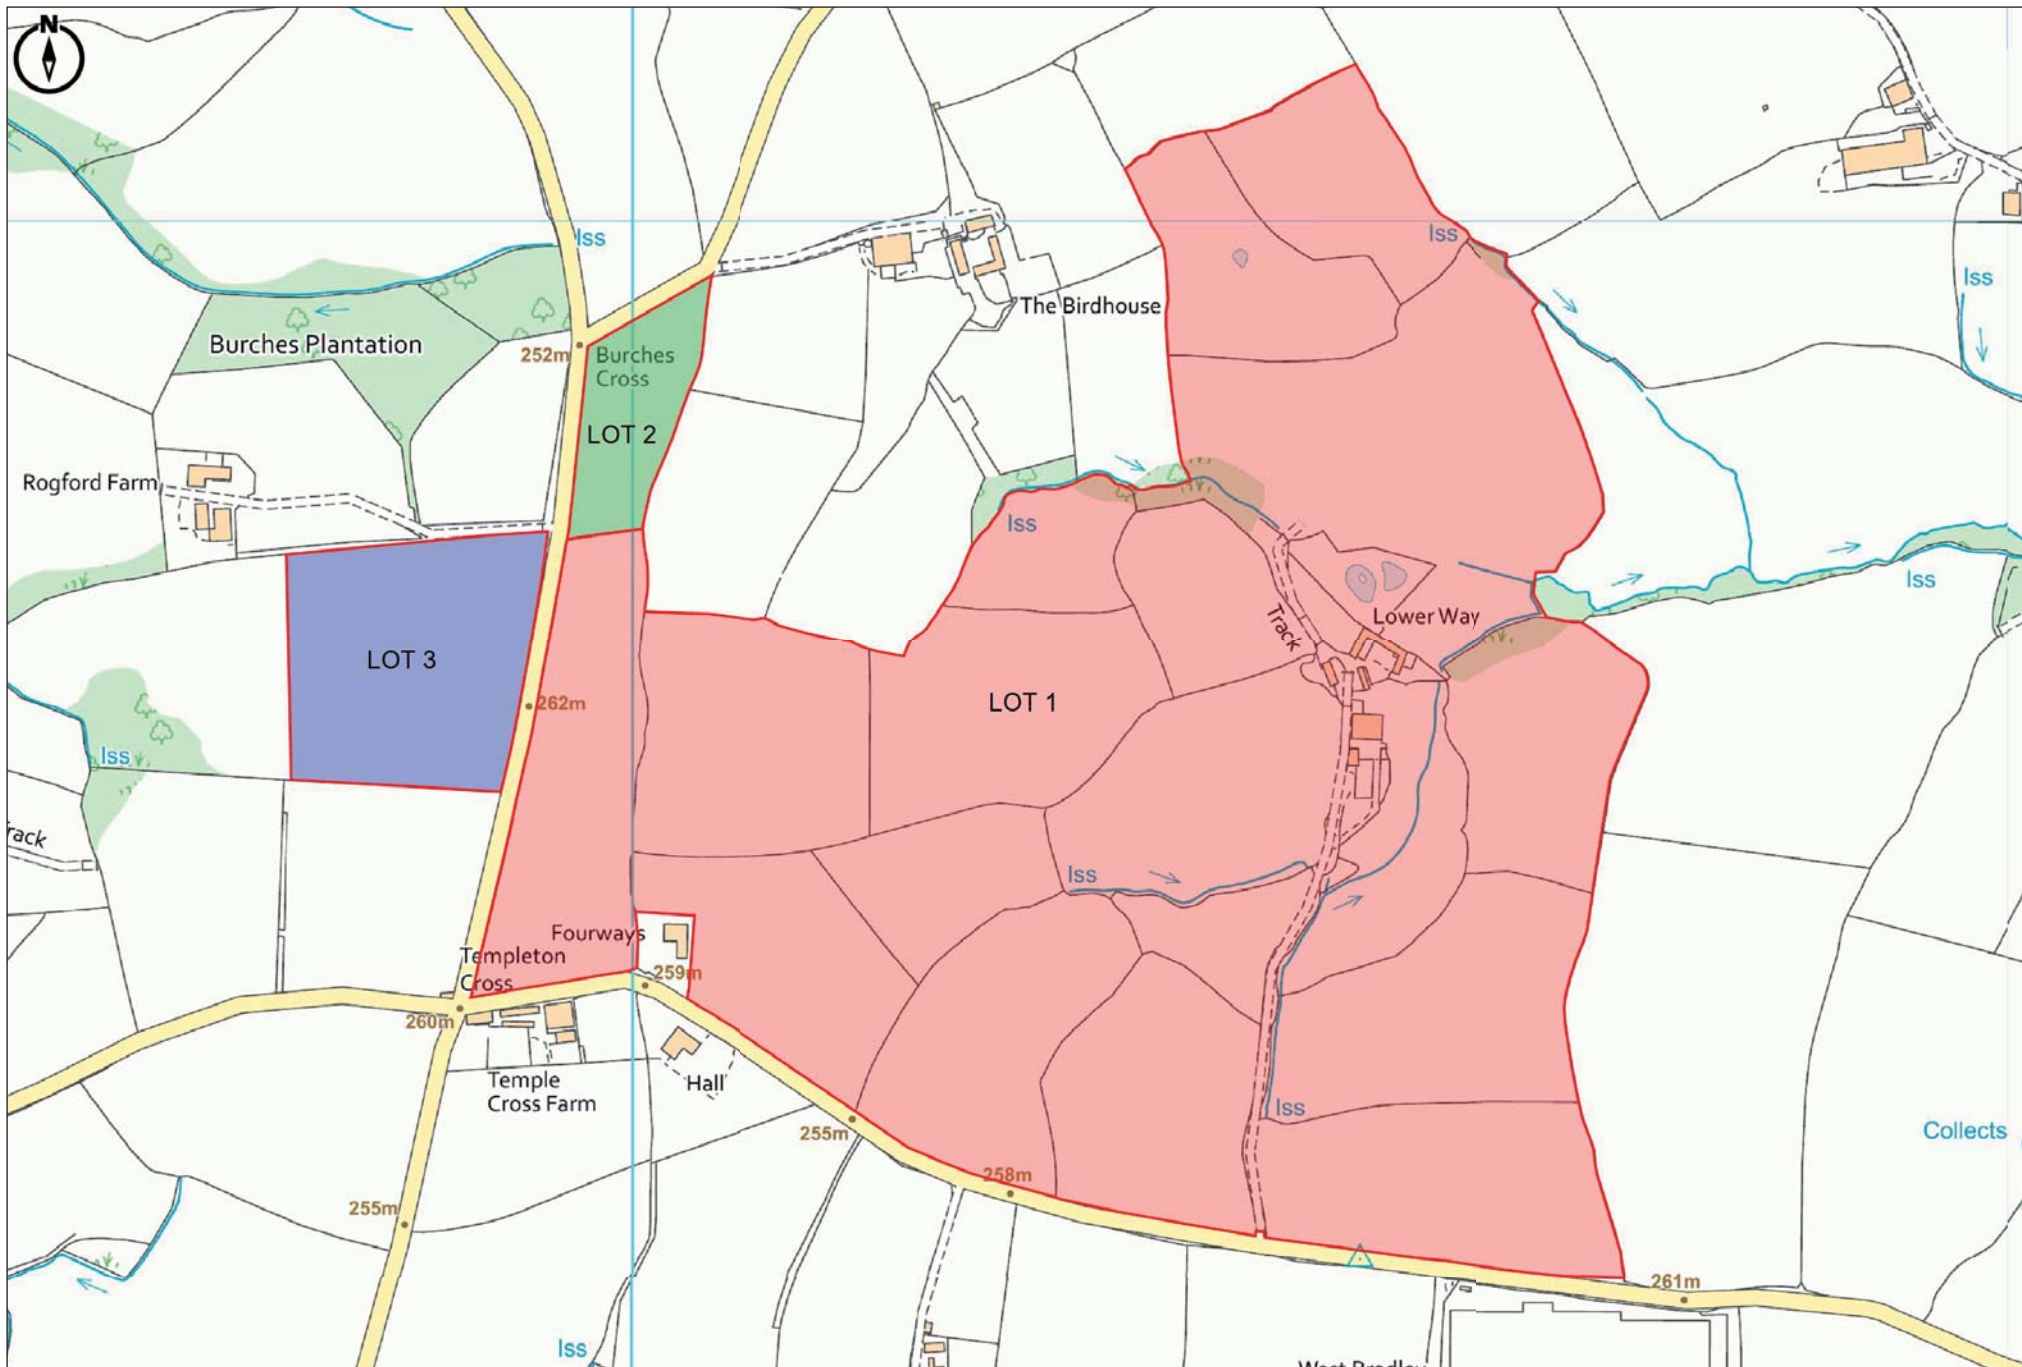 N
Iss
Iss
Iss
The Birdhouse
Burches Plantation
252m
Burches
Cross
LOT 2
Rogford Farm
Iss
Iss
Track
Lower Way
LOT 3
262m
LOT 1
Iss
Iss
Fourways
Templeton
Cross
259m
260m
Temple
Cross Farm
Hall
Iss
255m
Collects
258m
255m
261m
Iss